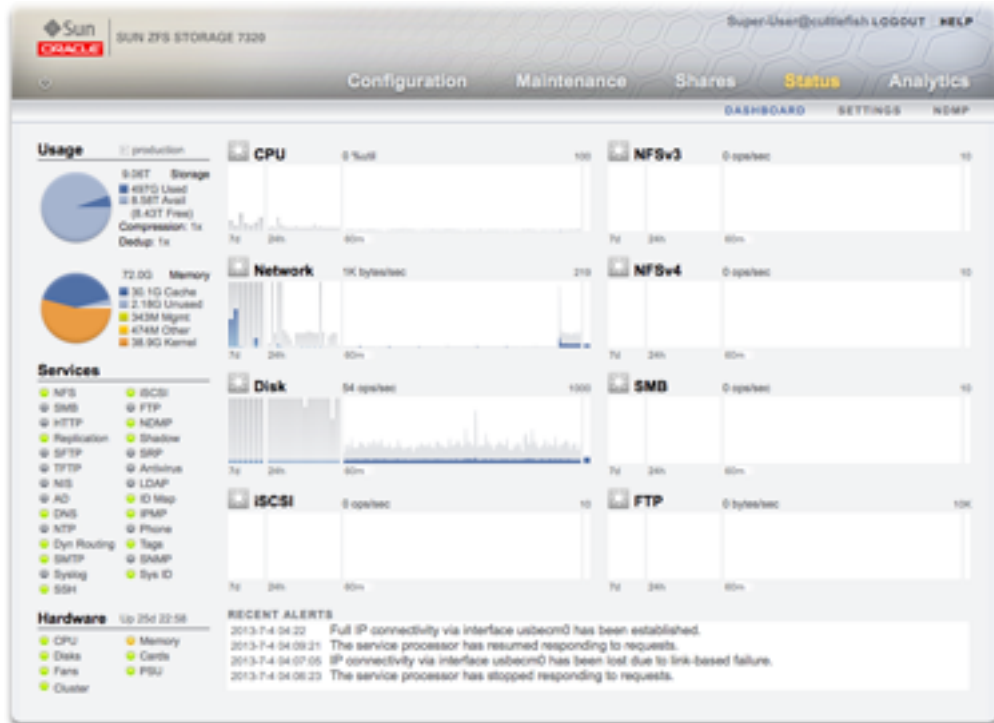 Sun
ORACLE
SUN ZFS STORAGE 7320
Super-User@cuttlefish LOGOUT HELP
Configuration Maintenance Shares Status Analytics
DASHBOARD SETTINGS NDMP
Usage production
9.06T Storage
497G Used
8.58T Avail
(8.43T Free)
Compression: 1x
Dedup: 1x
72.0G Memory
30.1G Cache
2.18G Unused
343M Mgmt
474M Other
38.9G Kernel
Services
NFS iSCSI
SMB FTP
HTTP NDMP
Replication Shadow
SFTP SRP
TFTP Antivirus
NIS LDAP
AD ID Map
DNS IPMP
NTP Phone
Dyn Routing Tags
SMTP SNMP
Syslog Sys ID
SSH
Hardware Up 25d 22:58
CPU Memory
Disks Cards
Fans PSU
Cluster
CPU 0 %util 100
7d 24h 60m
Network 1K bytes/sec 219
7d 24h 60m
Disk 54 ops/sec 1000
7d 24h 60m
iSCSI 0 ops/sec 10
7d 24h 60m
NFSv3 0 ops/sec 10
7d 24h 60m
NFSv4 0 ops/sec 10
7d 24h 60m
SMB 0 ops/sec 10
7d 24h 60m
FTP 0 bytes/sec 10K
7d 24h 60m
RECENT ALERTS
2013-7-4 04:22 Full IP connectivity via interface usbecm0 has been established.
2013-7-4 04:09:21 The service processor has resumed responding to requests.
2013-7-4 04:07:05 IP connectivity via interface usbecm0 has been lost due to link-based failure.
2013-7-4 04:06:23 The service processor has stopped responding to requests.